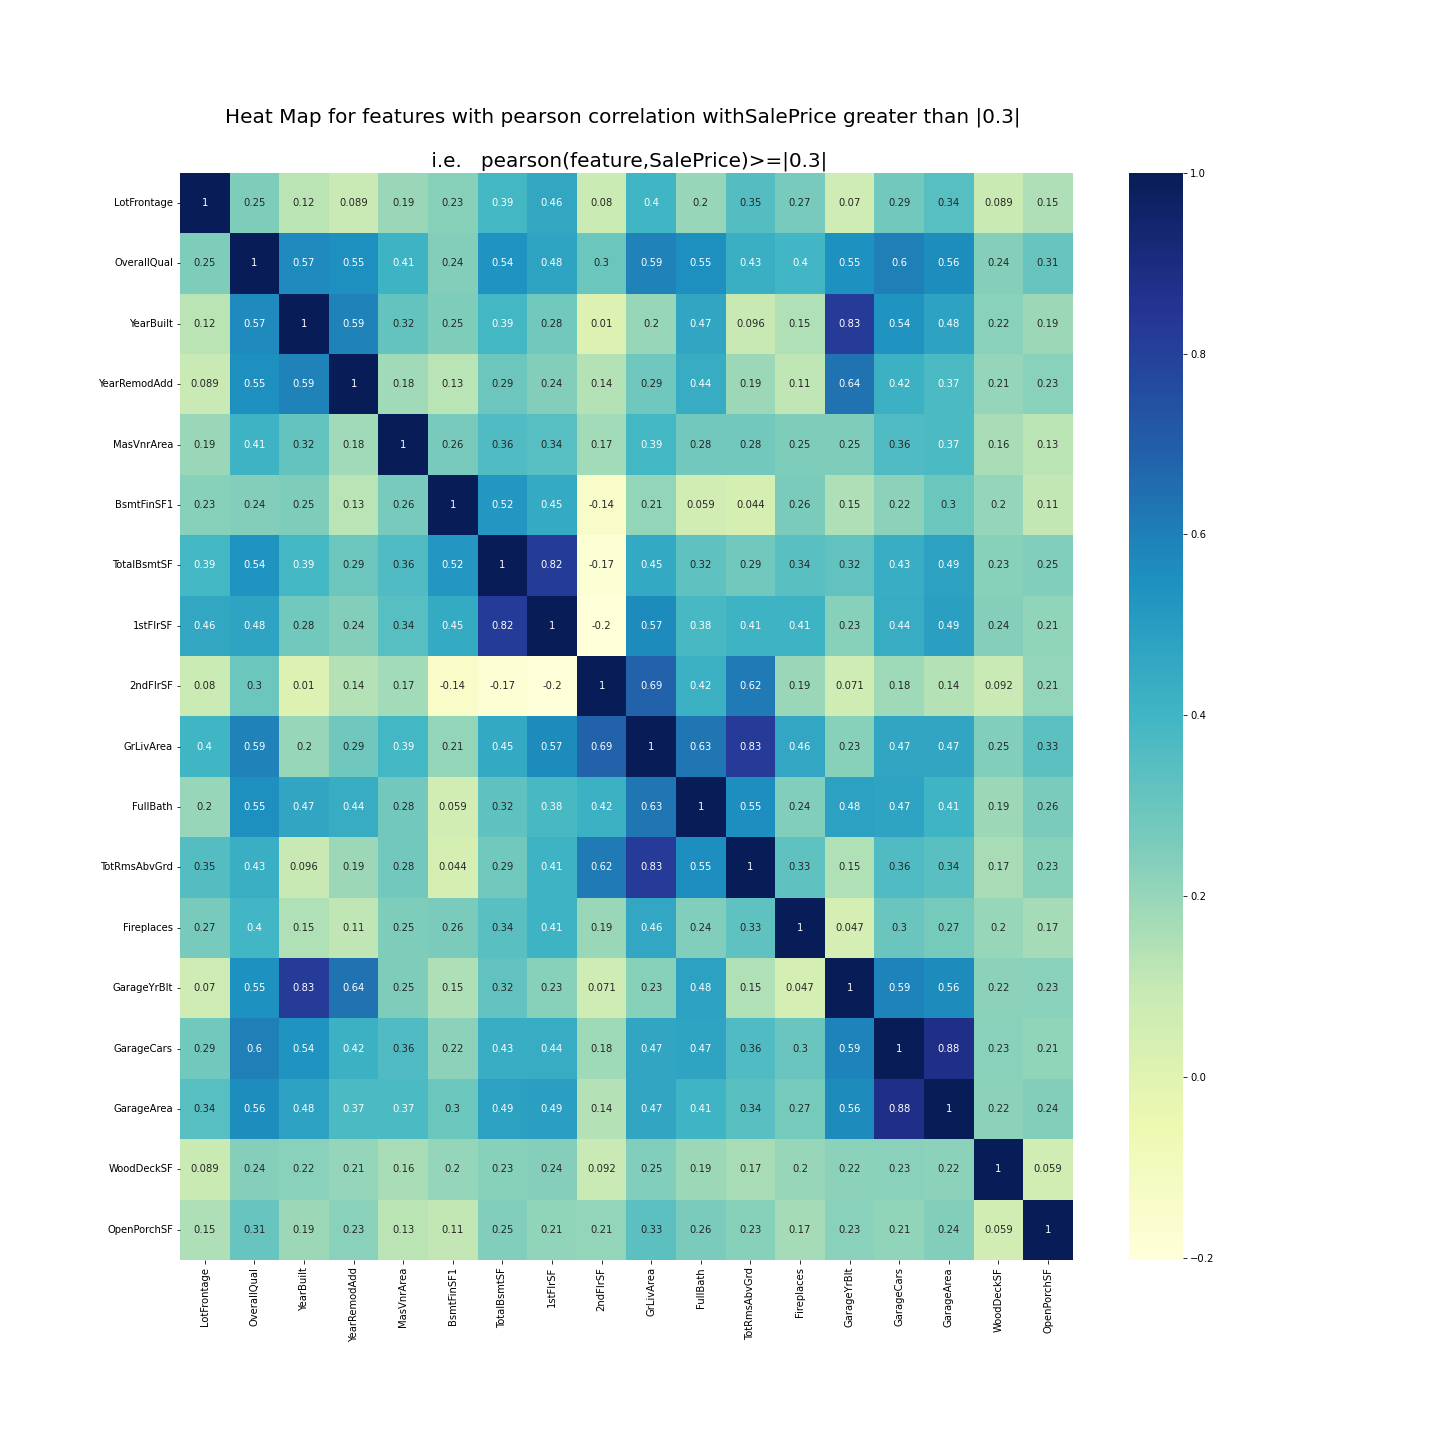 Heat Map for features with pearson correlation withSalePrice greater than |0.3|
i.e.   pearson(feature,SalePrice)>=|0.3|
LotFrontage 1 0.25 0.12 0.089 0.19 0.23 0.39 0.46 0.08 0.4 0.2 0.35 0.27 0.07 0.29 0.34 0.089 0.15
OverallQual 0.25 1 0.57 0.55 0.41 0.24 0.54 0.48 0.3 0.59 0.55 0.43 0.4 0.55 0.6 0.56 0.24 0.31
YearBuilt 0.12 0.57 1 0.59 0.32 0.25 0.39 0.28 0.01 0.2 0.47 0.096 0.15 0.83 0.54 0.48 0.22 0.19
YearRemodAdd 0.089 0.55 0.59 1 0.18 0.13 0.29 0.24 0.14 0.29 0.44 0.19 0.11 0.64 0.42 0.37 0.21 0.23
MasVnrArea 0.19 0.41 0.32 0.18 1 0.26 0.36 0.34 0.17 0.39 0.28 0.28 0.25 0.25 0.36 0.37 0.16 0.13
BsmtFinSF1 0.23 0.24 0.25 0.13 0.26 1 0.52 0.45 -0.14 0.21 0.059 0.044 0.26 0.15 0.22 0.3 0.2 0.11
TotalBsmtSF 0.39 0.54 0.39 0.29 0.36 0.52 1 0.82 -0.17 0.45 0.32 0.29 0.34 0.32 0.43 0.49 0.23 0.25
1stFlrSF 0.46 0.48 0.28 0.24 0.34 0.45 0.82 1 -0.2 0.57 0.38 0.41 0.41 0.23 0.44 0.49 0.24 0.21
2ndFlrSF 0.08 0.3 0.01 0.14 0.17 -0.14 -0.17 -0.2 1 0.69 0.42 0.62 0.19 0.071 0.18 0.14 0.092 0.21
GrLivArea 0.4 0.59 0.2 0.29 0.39 0.21 0.45 0.57 0.69 1 0.63 0.83 0.46 0.23 0.47 0.47 0.25 0.33
FullBath 0.2 0.55 0.47 0.44 0.28 0.059 0.32 0.38 0.42 0.63 1 0.55 0.24 0.48 0.47 0.41 0.19 0.26
TotRmsAbvGrd 0.35 0.43 0.096 0.19 0.28 0.044 0.29 0.41 0.62 0.83 0.55 1 0.33 0.15 0.36 0.34 0.17 0.23
Fireplaces 0.27 0.4 0.15 0.11 0.25 0.26 0.34 0.41 0.19 0.46 0.24 0.33 1 0.047 0.3 0.27 0.2 0.17
GarageYrBlt 0.07 0.55 0.83 0.64 0.25 0.15 0.32 0.23 0.071 0.23 0.48 0.15 0.047 1 0.59 0.56 0.22 0.23
GarageCars 0.29 0.6 0.54 0.42 0.36 0.22 0.43 0.44 0.18 0.47 0.47 0.36 0.3 0.59 1 0.88 0.23 0.21
GarageArea 0.34 0.56 0.48 0.37 0.37 0.3 0.49 0.49 0.14 0.47 0.41 0.34 0.27 0.56 0.88 1 0.22 0.24
WoodDeckSF 0.089 0.24 0.22 0.21 0.16 0.2 0.23 0.24 0.092 0.25 0.19 0.17 0.2 0.22 0.23 0.22 1 0.059
OpenPorchSF 0.15 0.31 0.19 0.23 0.13 0.11 0.25 0.21 0.21 0.33 0.26 0.23 0.17 0.23 0.21 0.24 0.059 1
LotFrontage OverallQual YearBuilt YearRemodAdd MasVnrArea BsmtFinSF1 TotalBsmtSF 1stFlrSF 2ndFlrSF GrLivArea FullBath TotRmsAbvGrd Fireplaces GarageYrBlt GarageCars GarageArea WoodDeckSF OpenPorchSF
1.0
0.8
0.6
0.4
0.2
0.0
−0.2